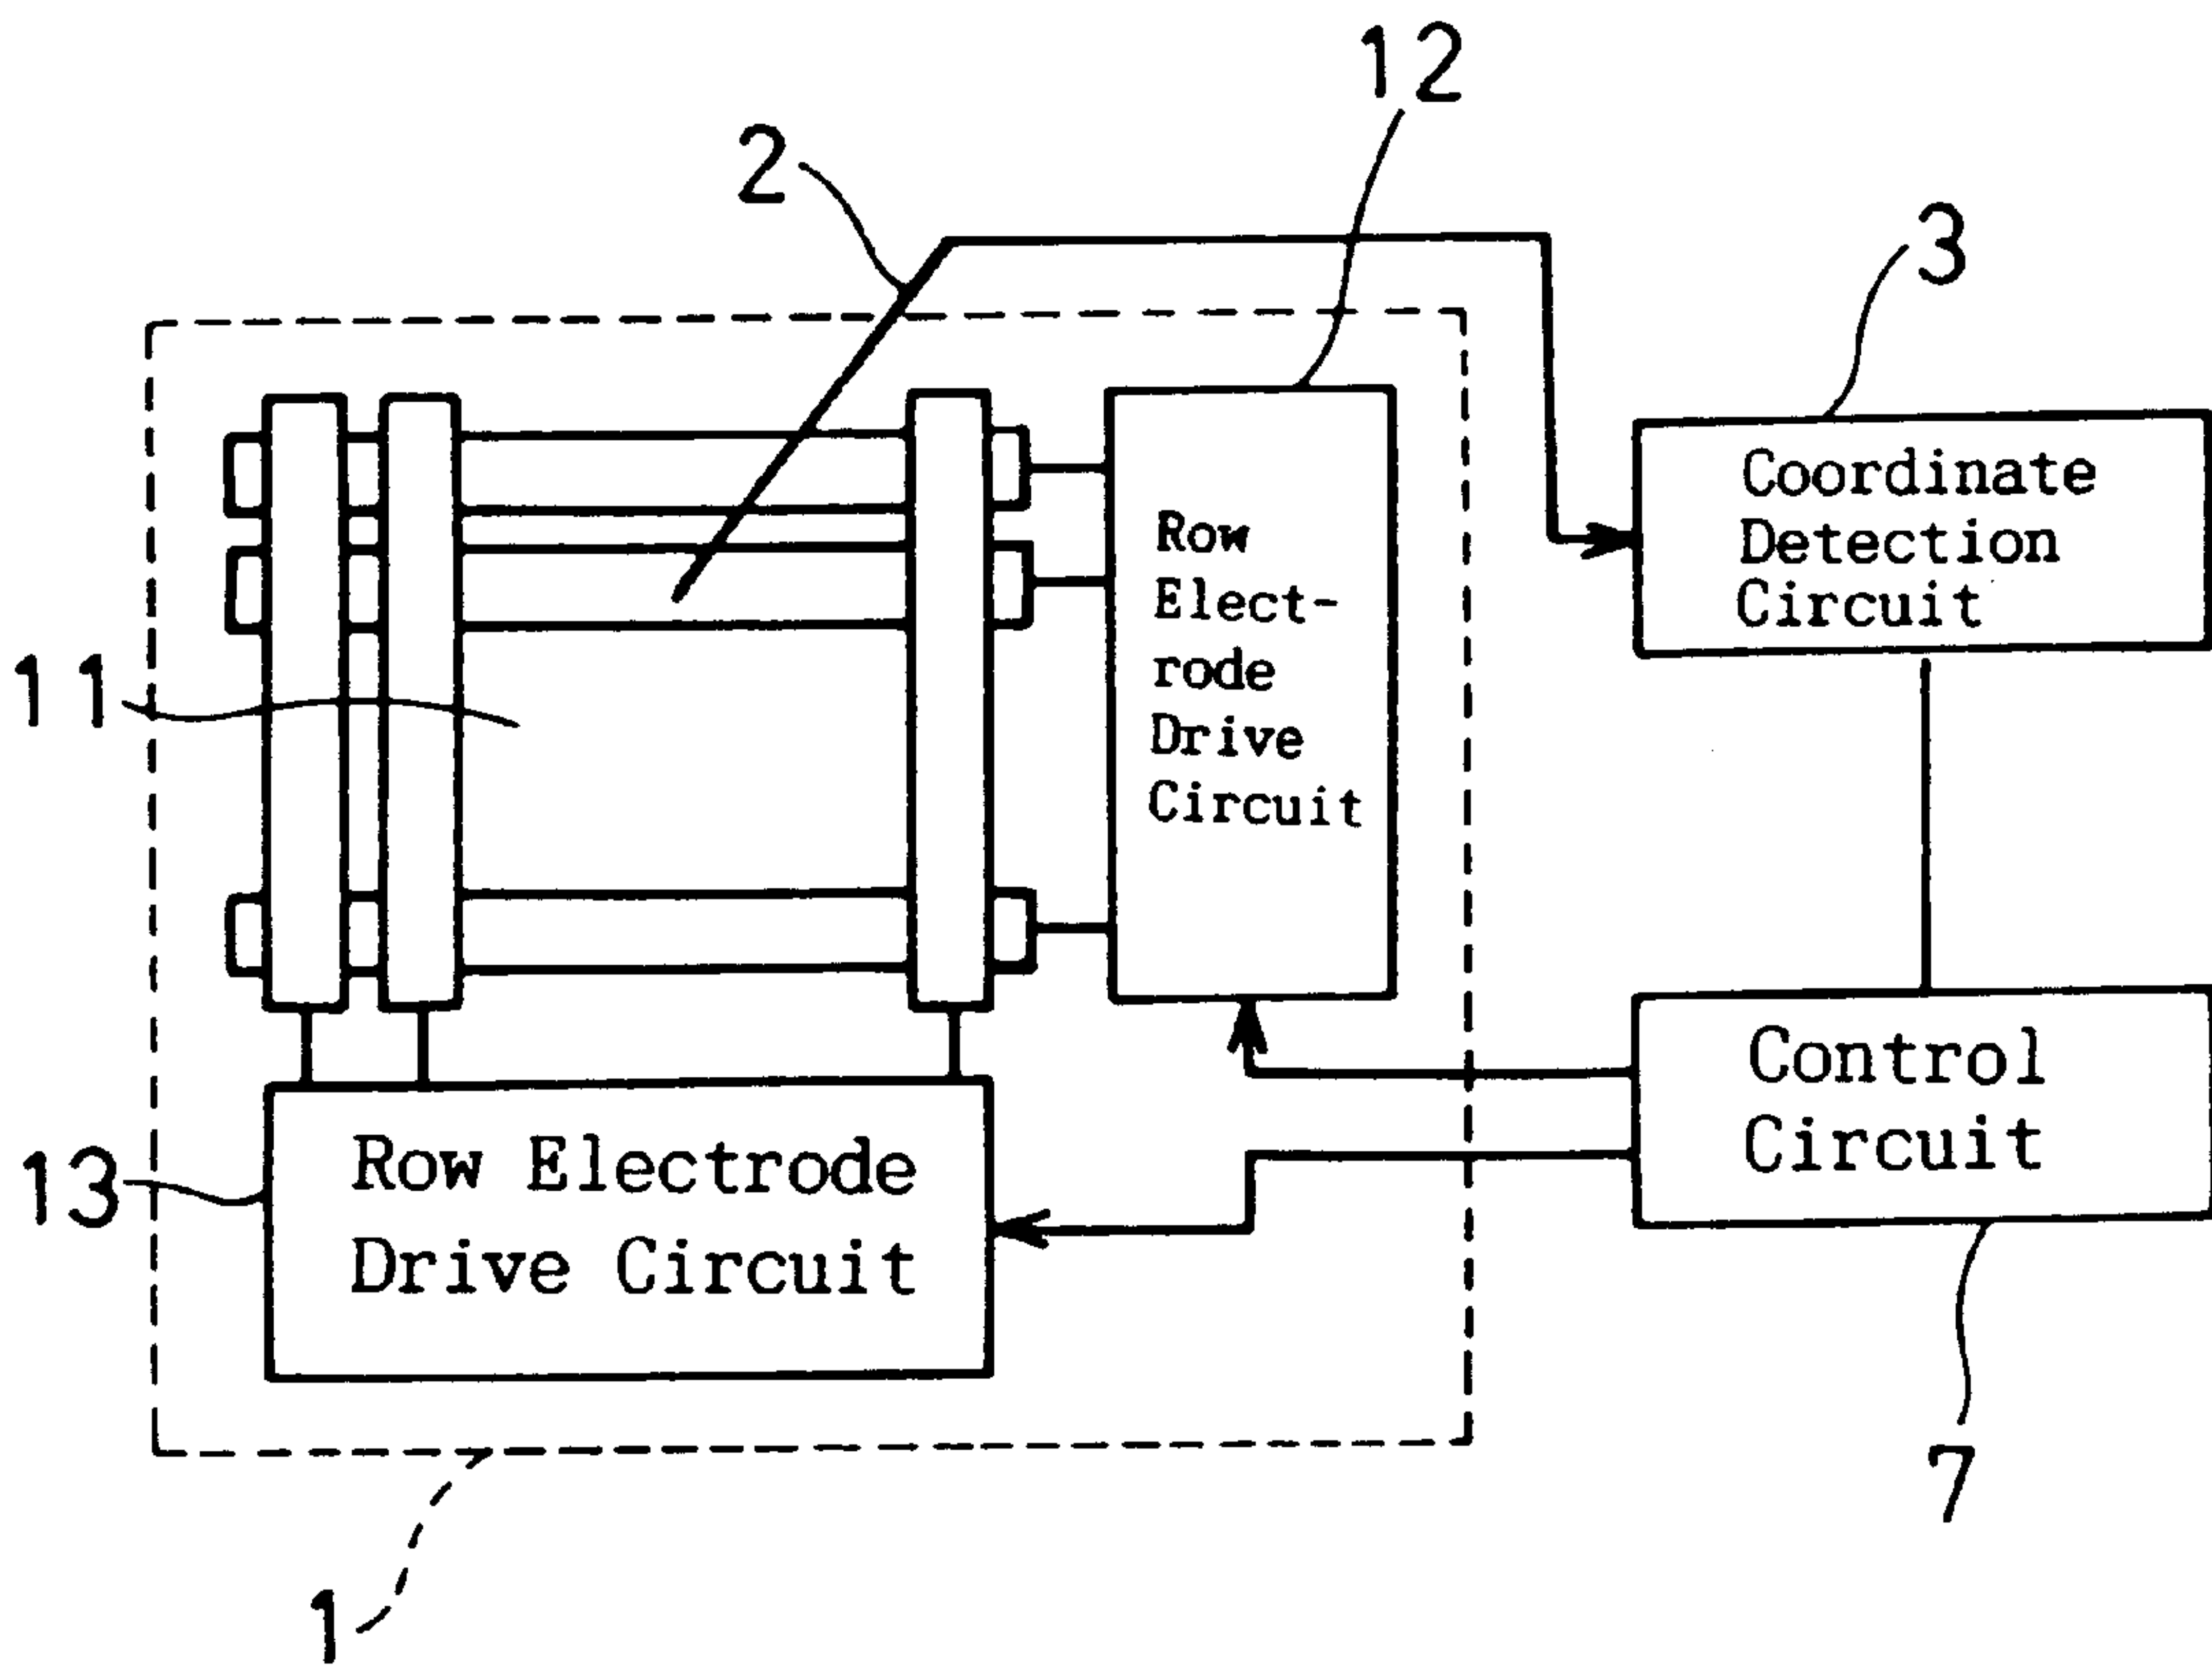 12
2
3
Coordinate
Detection
Circuit
Row
Elect-
rode
Drive
Circuit
11
Control
Circuit
13
Row Electrode
Drive Circuit
7
1